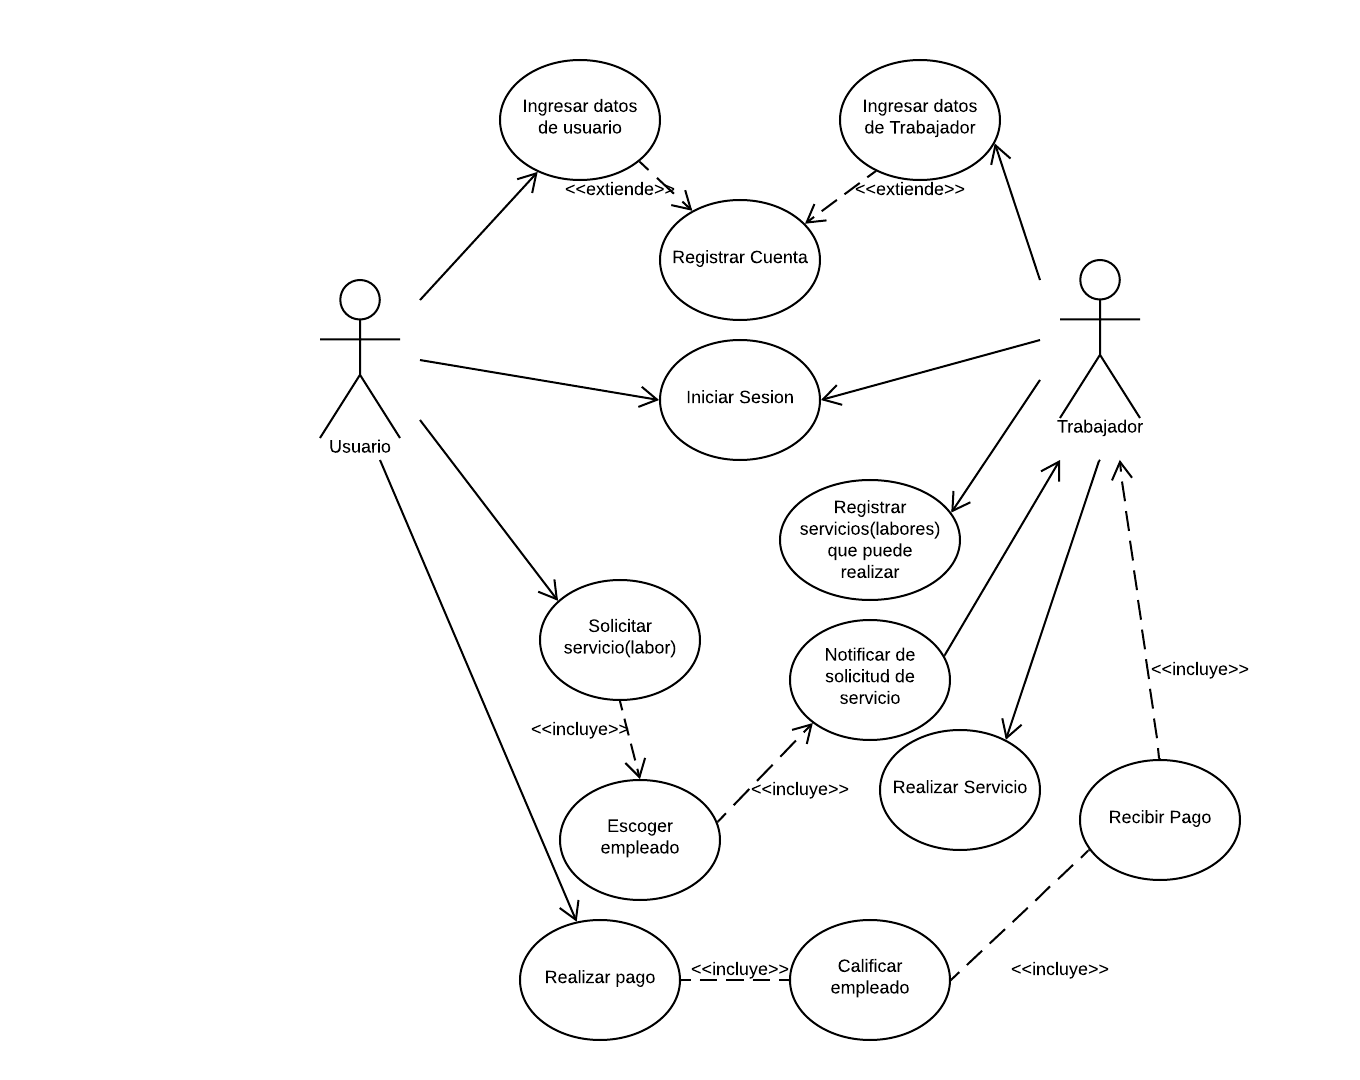 Ingresar datos
de usuario
Ingresar datos
de Trabajador
<<extiende>>
<<extiende>>
Registrar Cuenta
Iniciar Sesion
Trabajador
Usuario
Registrar
servicios(labores)
que puede
realizar
Solicitar
servicio(labor)
Notificar de
solicitud de
servicio
<<incluye>>
<<incluye>>
<<incluye>>
Realizar Servicio
Recibir Pago
Escoger
empleado
Realizar pago
<<incluye>>
Calificar
empleado
<<incluye>>